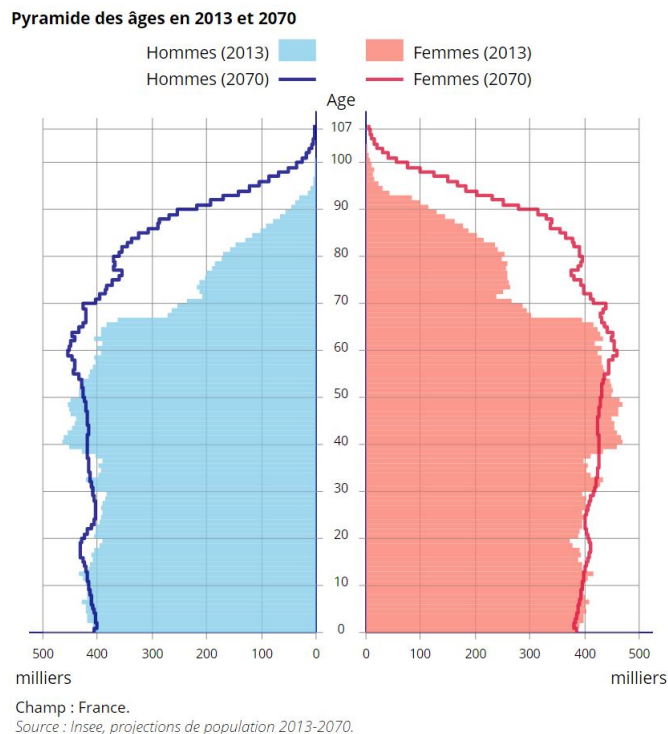 Pyramide des âges en 2013 et 2070
Hommes (2013) Femmes (2013)
Hommes (2070) Femmes (2070)
Age
107
100
90
80
70
60
50
40
30
20
10
0
500 400 300 200 100 0 0 100 200 300 400 500
milliers milliers
Champ : France.
Source : Insee, projections de population 2013-2070.